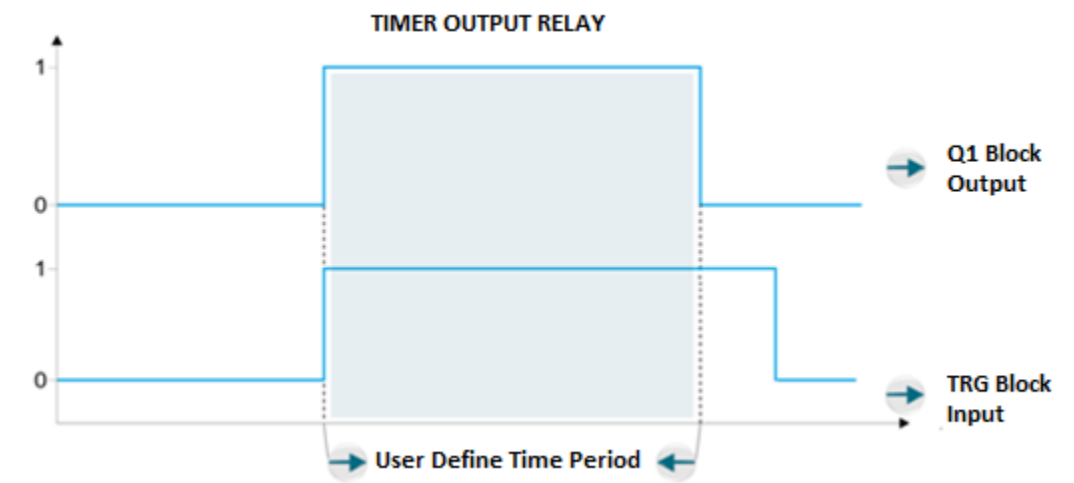 TIMER OUTPUT RELAY
1
0
Q1 Block
Output
1
0
TRG Block
Input
User Define Time Period